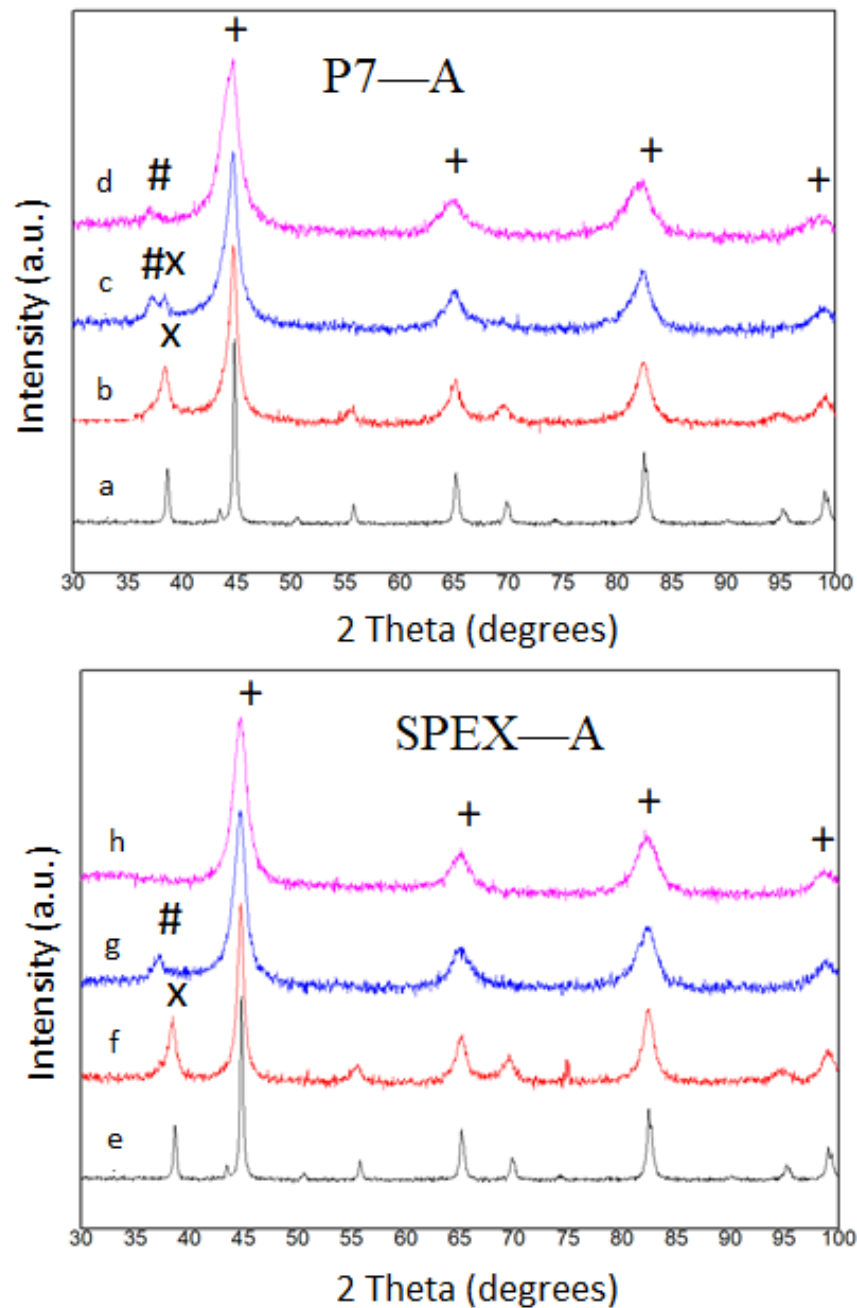 +
P7—A
d
#
+
+
+
#x
c
x
b
a
Intensity (a.u.)
30 35 40 45 50 55 60 65 70 75 80 85 90 95 100
2 Theta (degrees)
+
SPEX—A
+
+
+
h
#
g
x
f
e
Intensity (a.u.)
30 35 40 45 50 55 60 65 70 75 80 85 90 95 100
2 Theta (degrees)